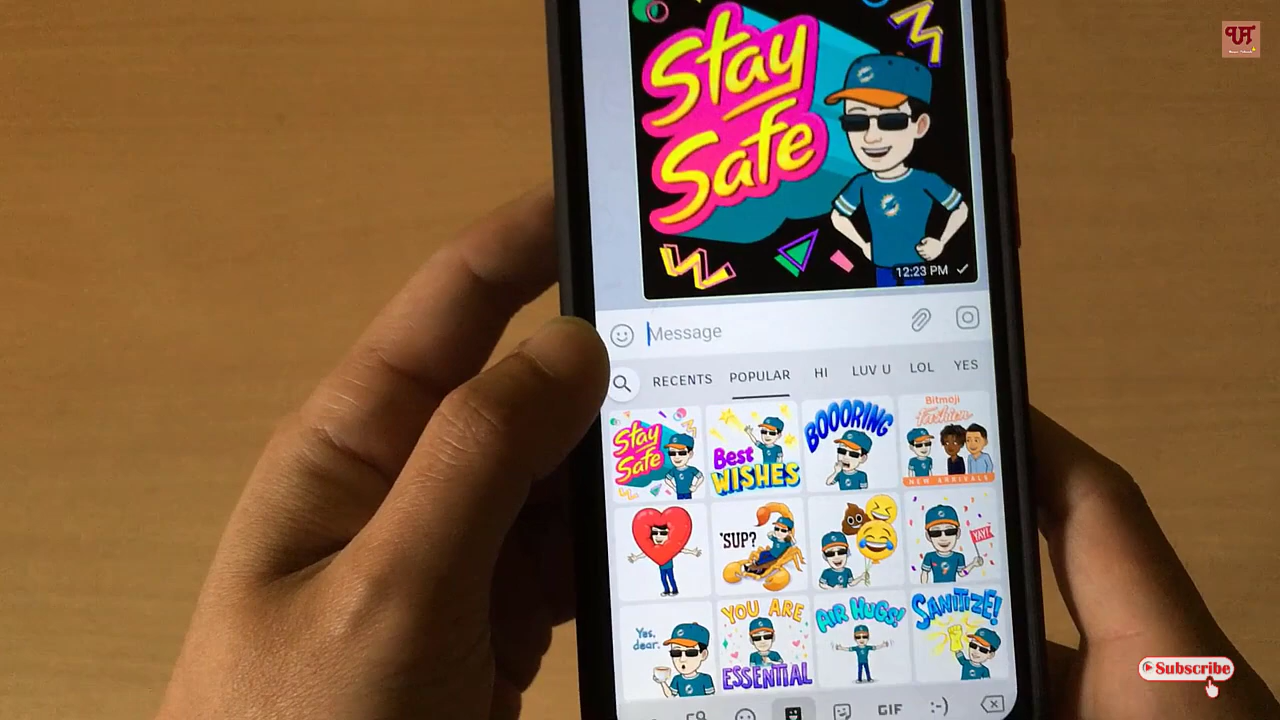 Stay
Safe
12:23 PM
Message
RECENTS POPULAR HI LUV U LOL YES
Stay
Safe
Best
WISHES
BOOORING
Bitmoji
Fashion
NEW ARRIVALS
'SUP?
YAY!
Yes,
dear.
YOU ARE
ESSENTIAL
AIR HUGS!
SANITIZE!
GIF :-)
Subscribe